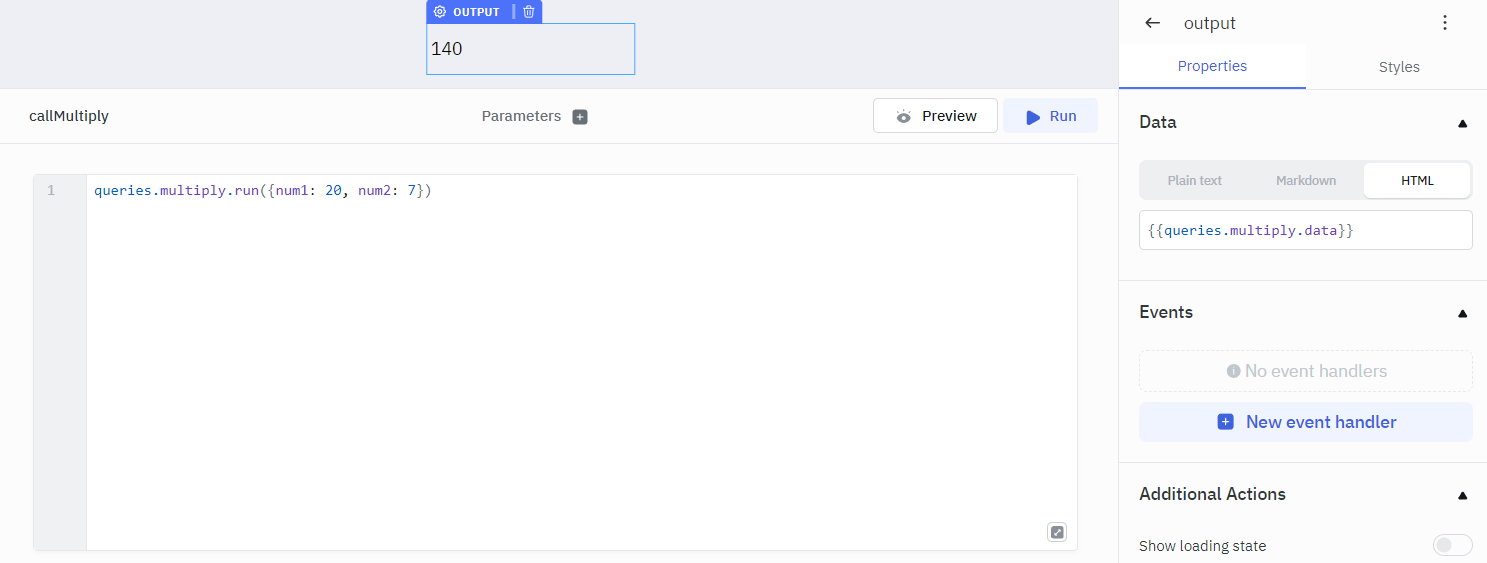 OUTPUT
140
callMultiply
Parameters
Preview
Run
1
queries.multiply.run({num1: 20, num2: 7})
output
Properties
Styles
Data
Plain text
Markdown
HTML
{{queries.multiply.data}}
Events
No event handlers
New event handler
Additional Actions
Show loading state